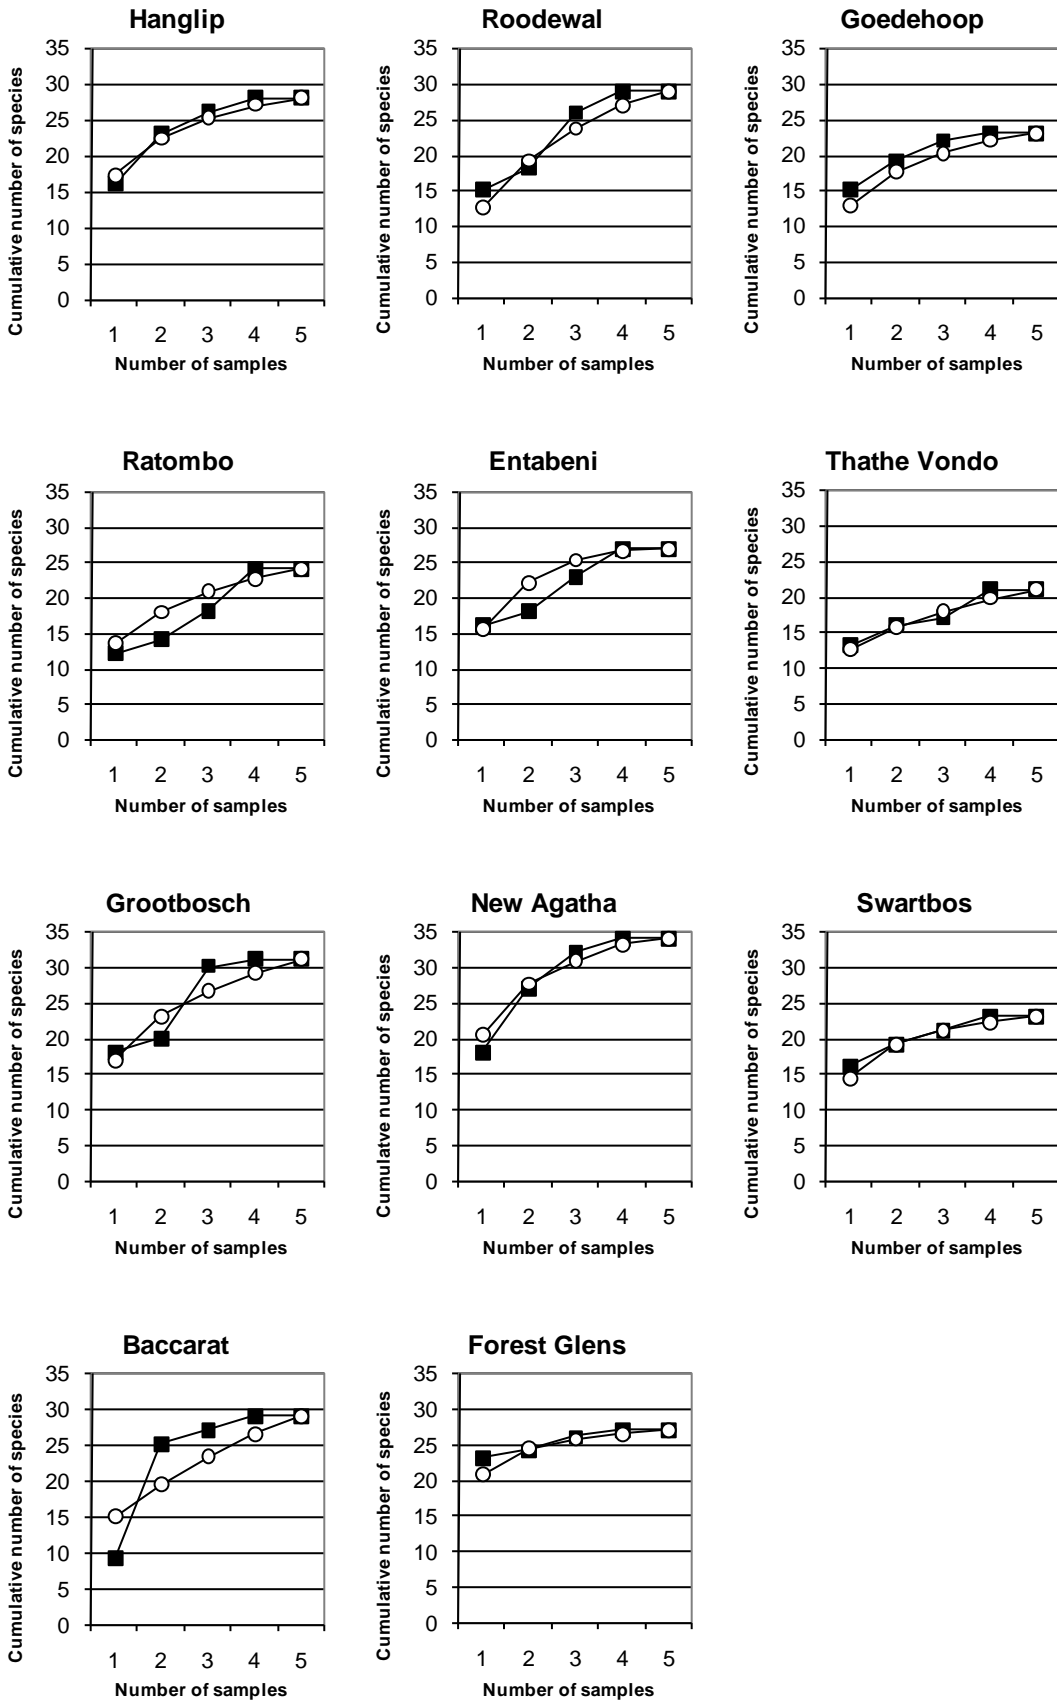 Hanglip
Cumulative number of species
35
30
25
20
15
10
5
0
1 2 3 4 5
Number of samples
Roodewal
Cumulative number of species
35
30
25
20
15
10
5
0
1 2 3 4 5
Number of samples
Goedehoop
Cumulative number of species
35
30
25
20
15
10
5
0
1 2 3 4 5
Number of samples
Ratombo
Cumulative number of species
35
30
25
20
15
10
5
0
1 2 3 4 5
Number of samples
Entabeni
Cumulative number of species
35
30
25
20
15
10
5
0
1 2 3 4 5
Number of samples
Thathe Vondo
Cumulative number of species
35
30
25
20
15
10
5
0
1 2 3 4 5
Number of samples
Grootbosch
Cumulative number of species
35
30
25
20
15
10
5
0
1 2 3 4 5
Number of samples
New Agatha
Cumulatve number of species
35
30
25
20
15
10
5
0
1 2 3 4 5
Number of samples
Swartbos
Cumulative number of species
35
30
25
20
15
10
5
0
1 2 3 4 5
Number of samples
Baccarat
Cumulative number of species
35
30
25
20
15
10
5
0
1 2 3 4 5
Number of samples
Forest Glens
Cumulative number of species
35
30
25
20
15
10
5
0
1 2 3 4 5
Number of samples